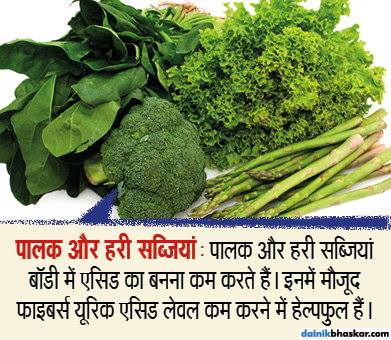 पालक और हरी सब्जियां : पालक और हरी सब्जियां
बॉडी में एसिड का बनना कम करते हैं। इनमें मौजूद
फाइबर्स यूरिक एसिड लेवल कम करने में हेल्पफुल हैं।
dainikbhaskar.com